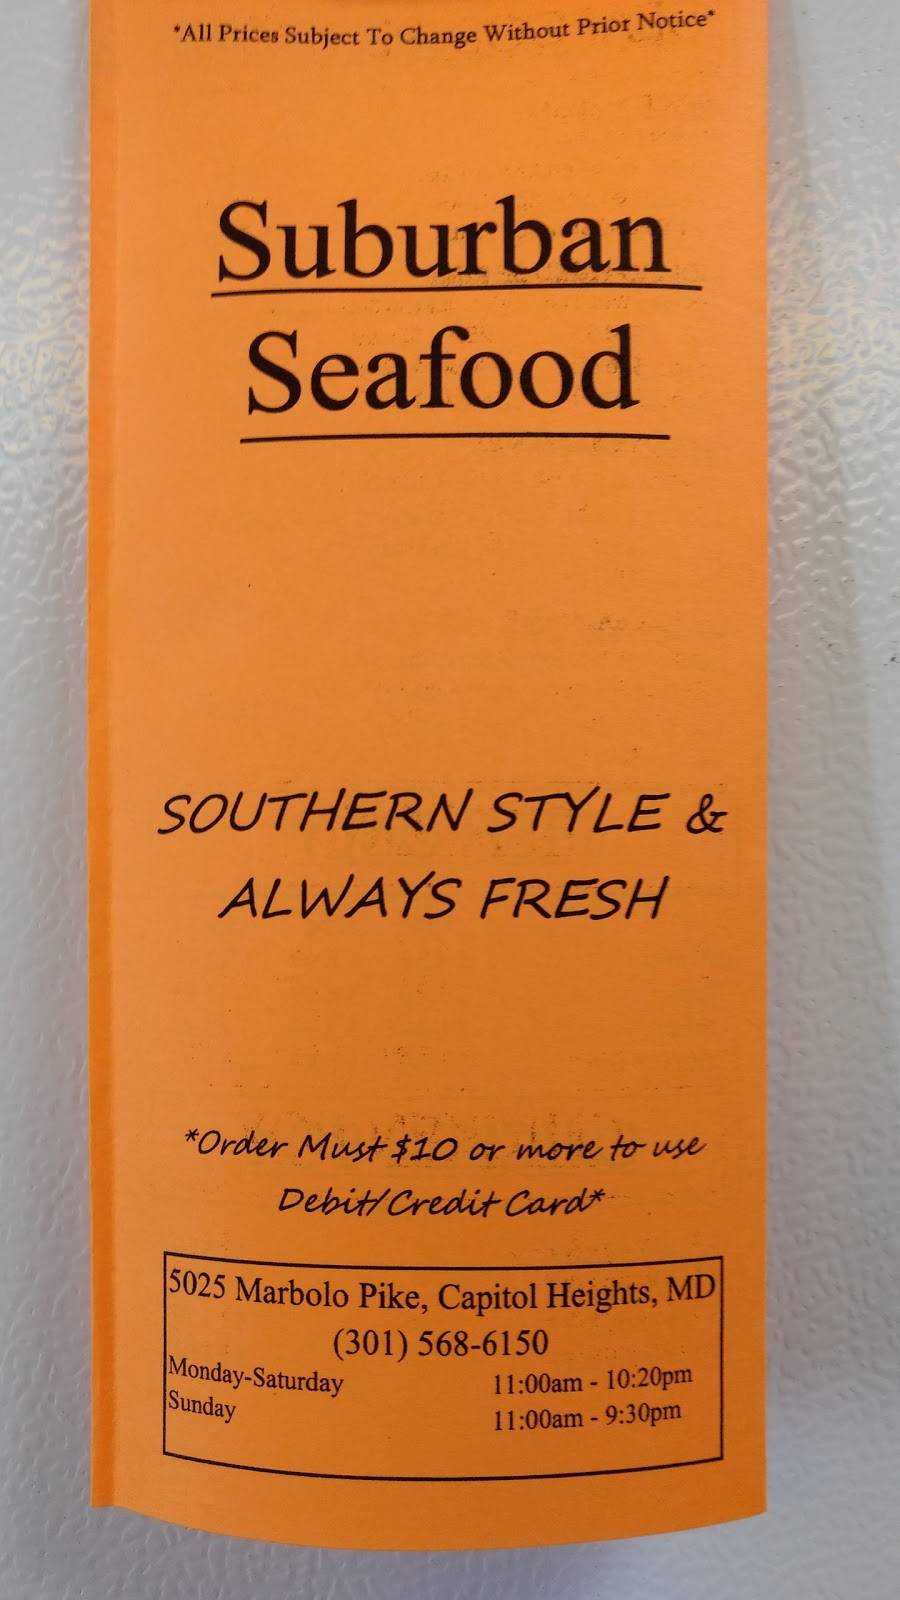 *All Prices Subject To Change Without Prior Notice*
Suburban
Seafood
SOUTHERN STYLE &
ALWAYS FRESH
*Order Must $10 or more to use
Debit/Credit Card*
5025 Marbolo Pike, Capitol Heights, MD
(301) 568-6150
Monday-Saturday 11:00am - 10:20pm
Sunday 11:00am - 9:30pm